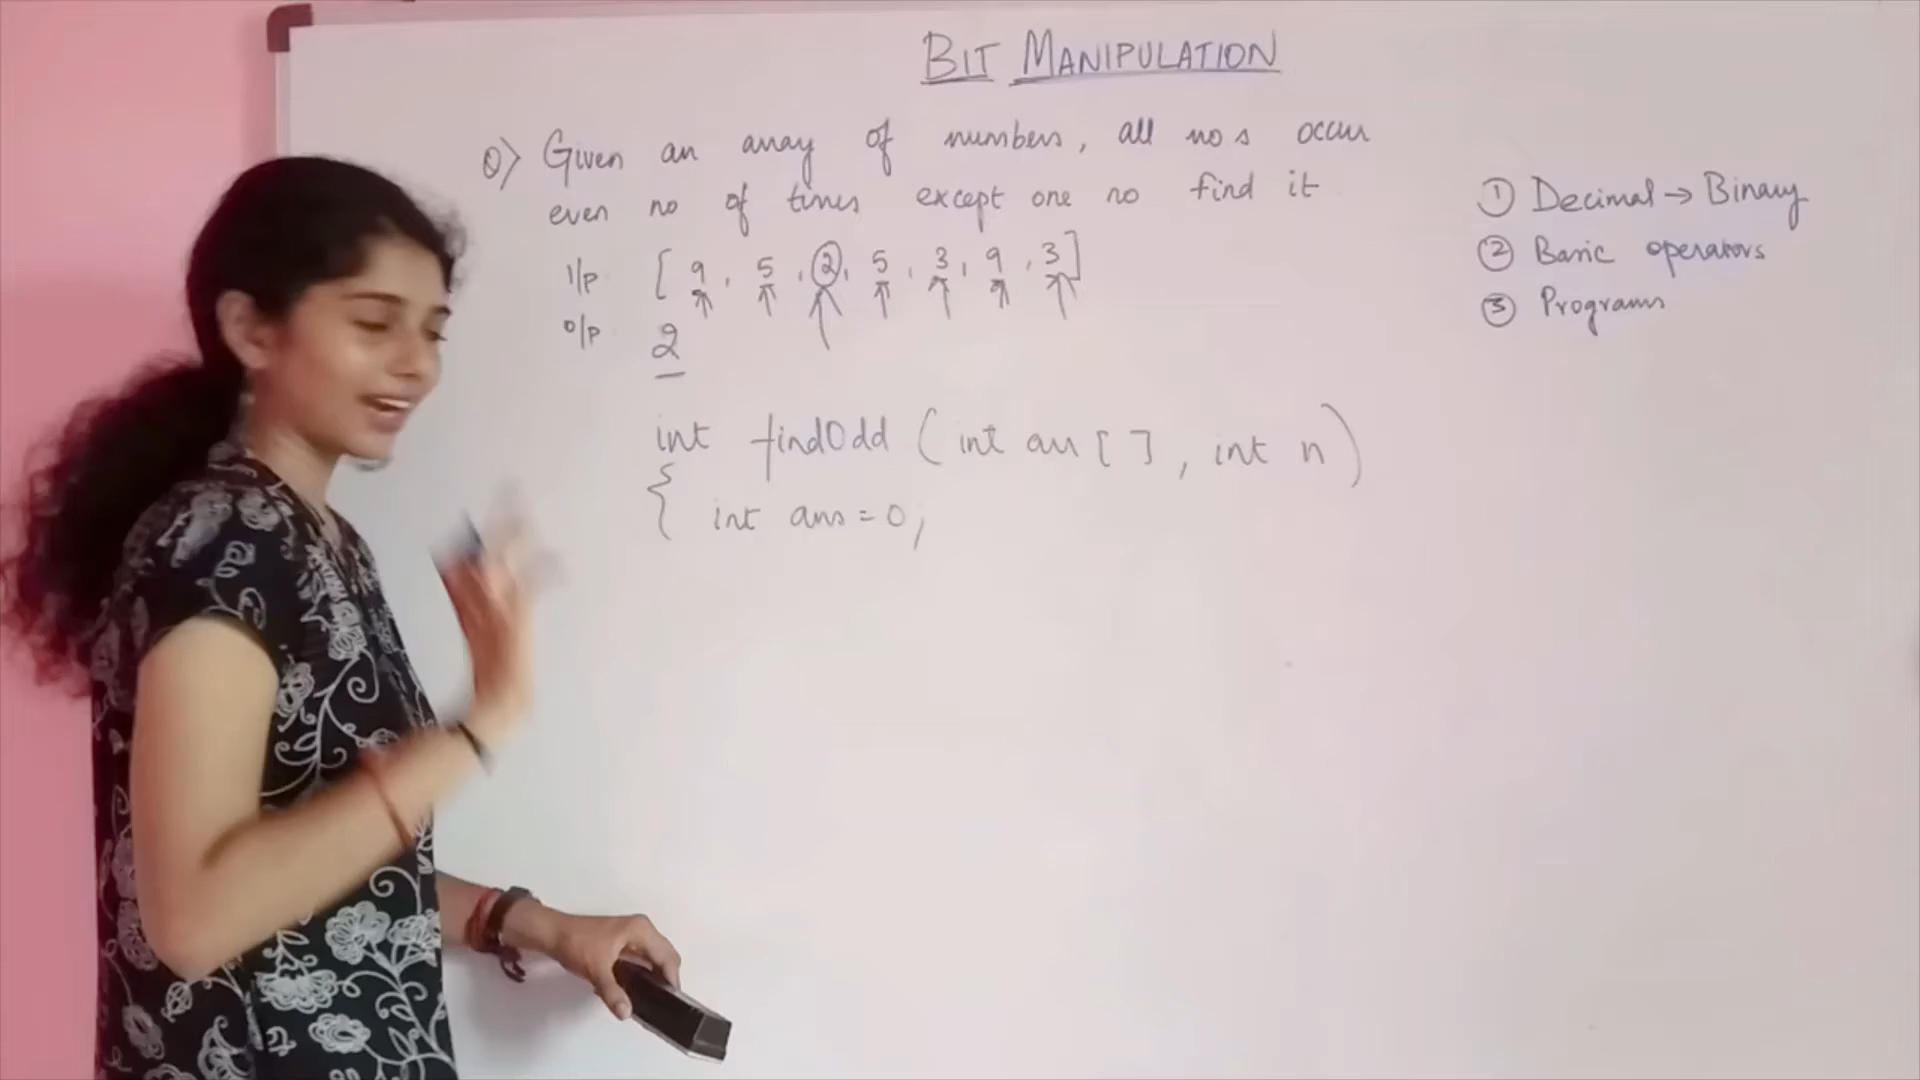 BIT MANIPULATION
Q) Given an array of numbers, all no s occur
even no of times except one no find it
I/p [ 9, 5, 2, 5, 3, 9, 3]
O/p 2
int findOdd (int arr [ ], int n)
{ int ans = 0;
① Decimal → Binary
② Basic operators
③ Programs